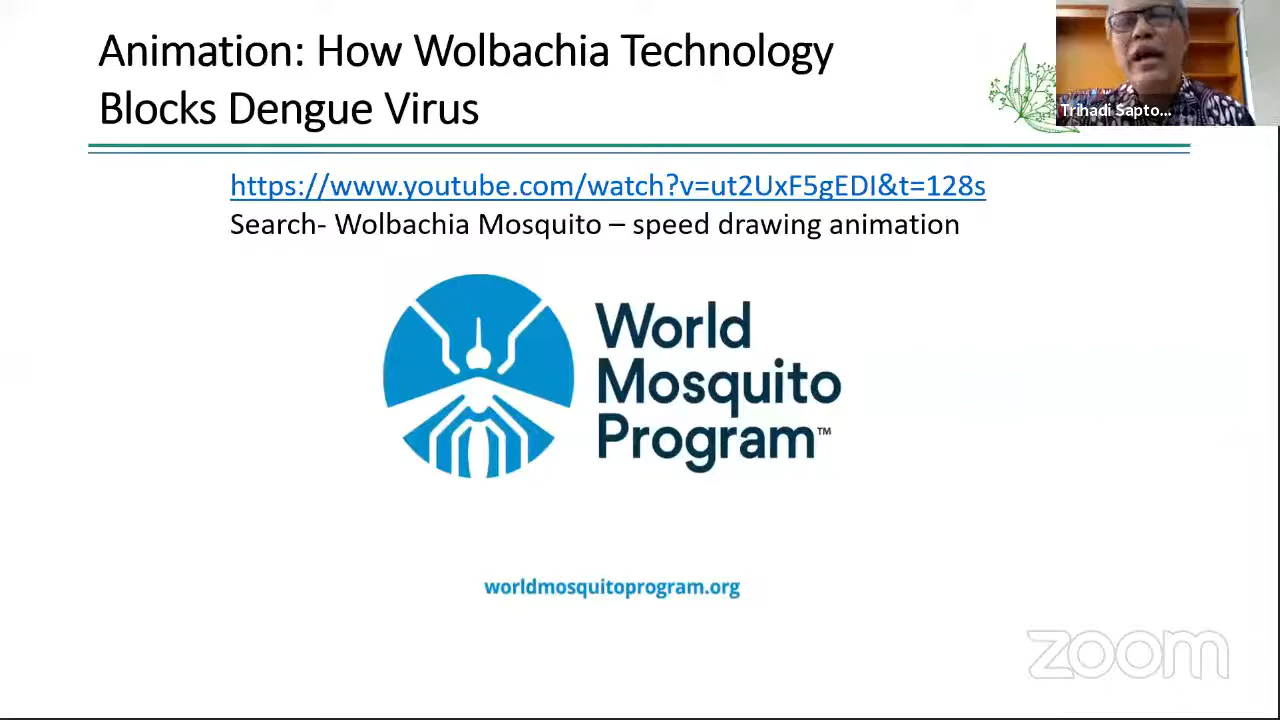 Animation: How Wolbachia Technology
Blocks Dengue Virus
Trihadi Sapto...
https://www.youtube.com/watch?v=ut2UxF5gEDI&t=128s
Search- Wolbachia Mosquito – speed drawing animation
World
Mosquito
Program™
worldmosquitoprogram.org
zoom